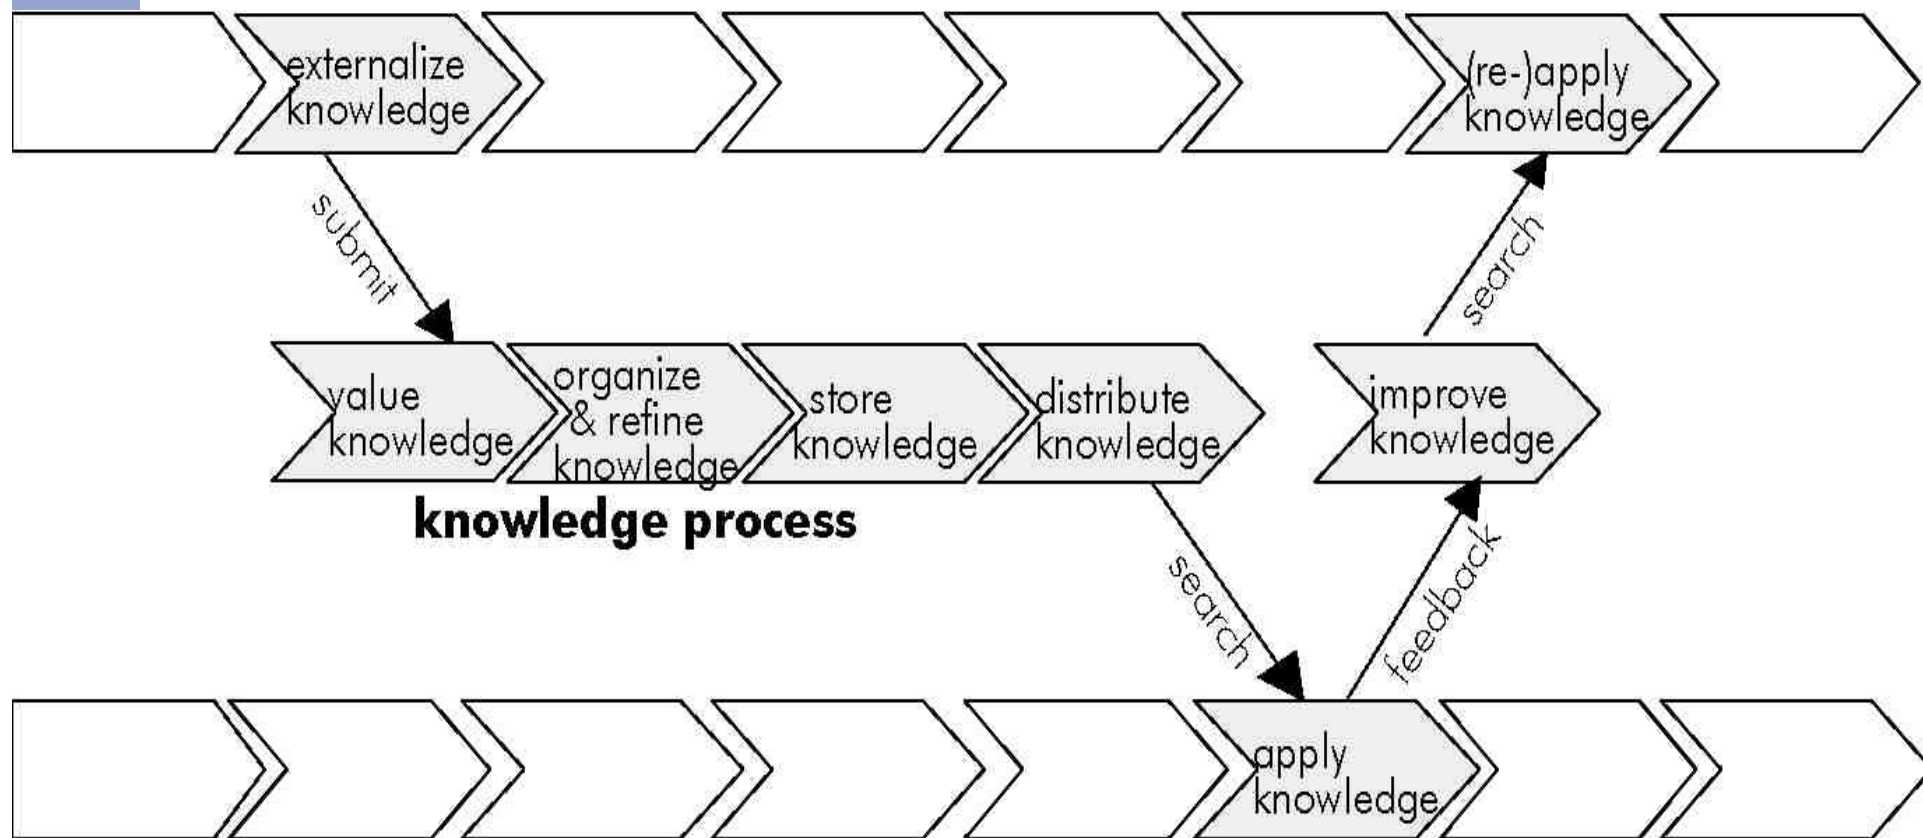 externalize
knowledge
(re-)apply
knowledge
submit
search
value
knowledge
organize
& refine
knowledge
store
knowledge
distribute
knowledge
improve
knowledge
knowledge process
search
feedback
apply
knowledge